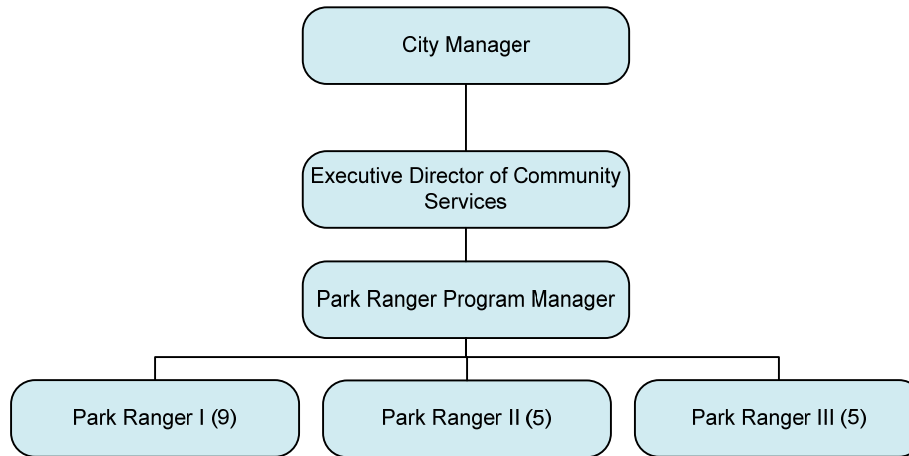 City Manager
Executive Director of Community
Services
Park Ranger Program Manager
Park Ranger I (9)
Park Ranger II (5)
Park Ranger III (5)